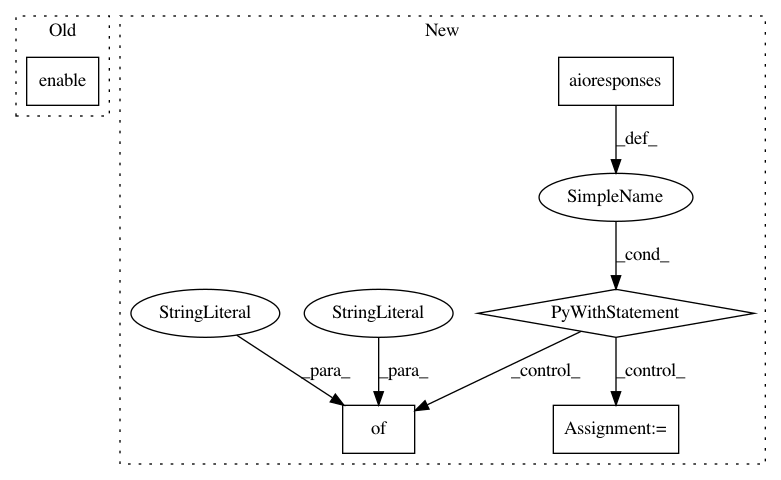 Old
New
enable
aioresponses
_def_
SimpleName
_cond_
StringLiteral
StringLiteral
PyWithStatement
_para_
_para_
_control_
_control_
of
Assignment:=